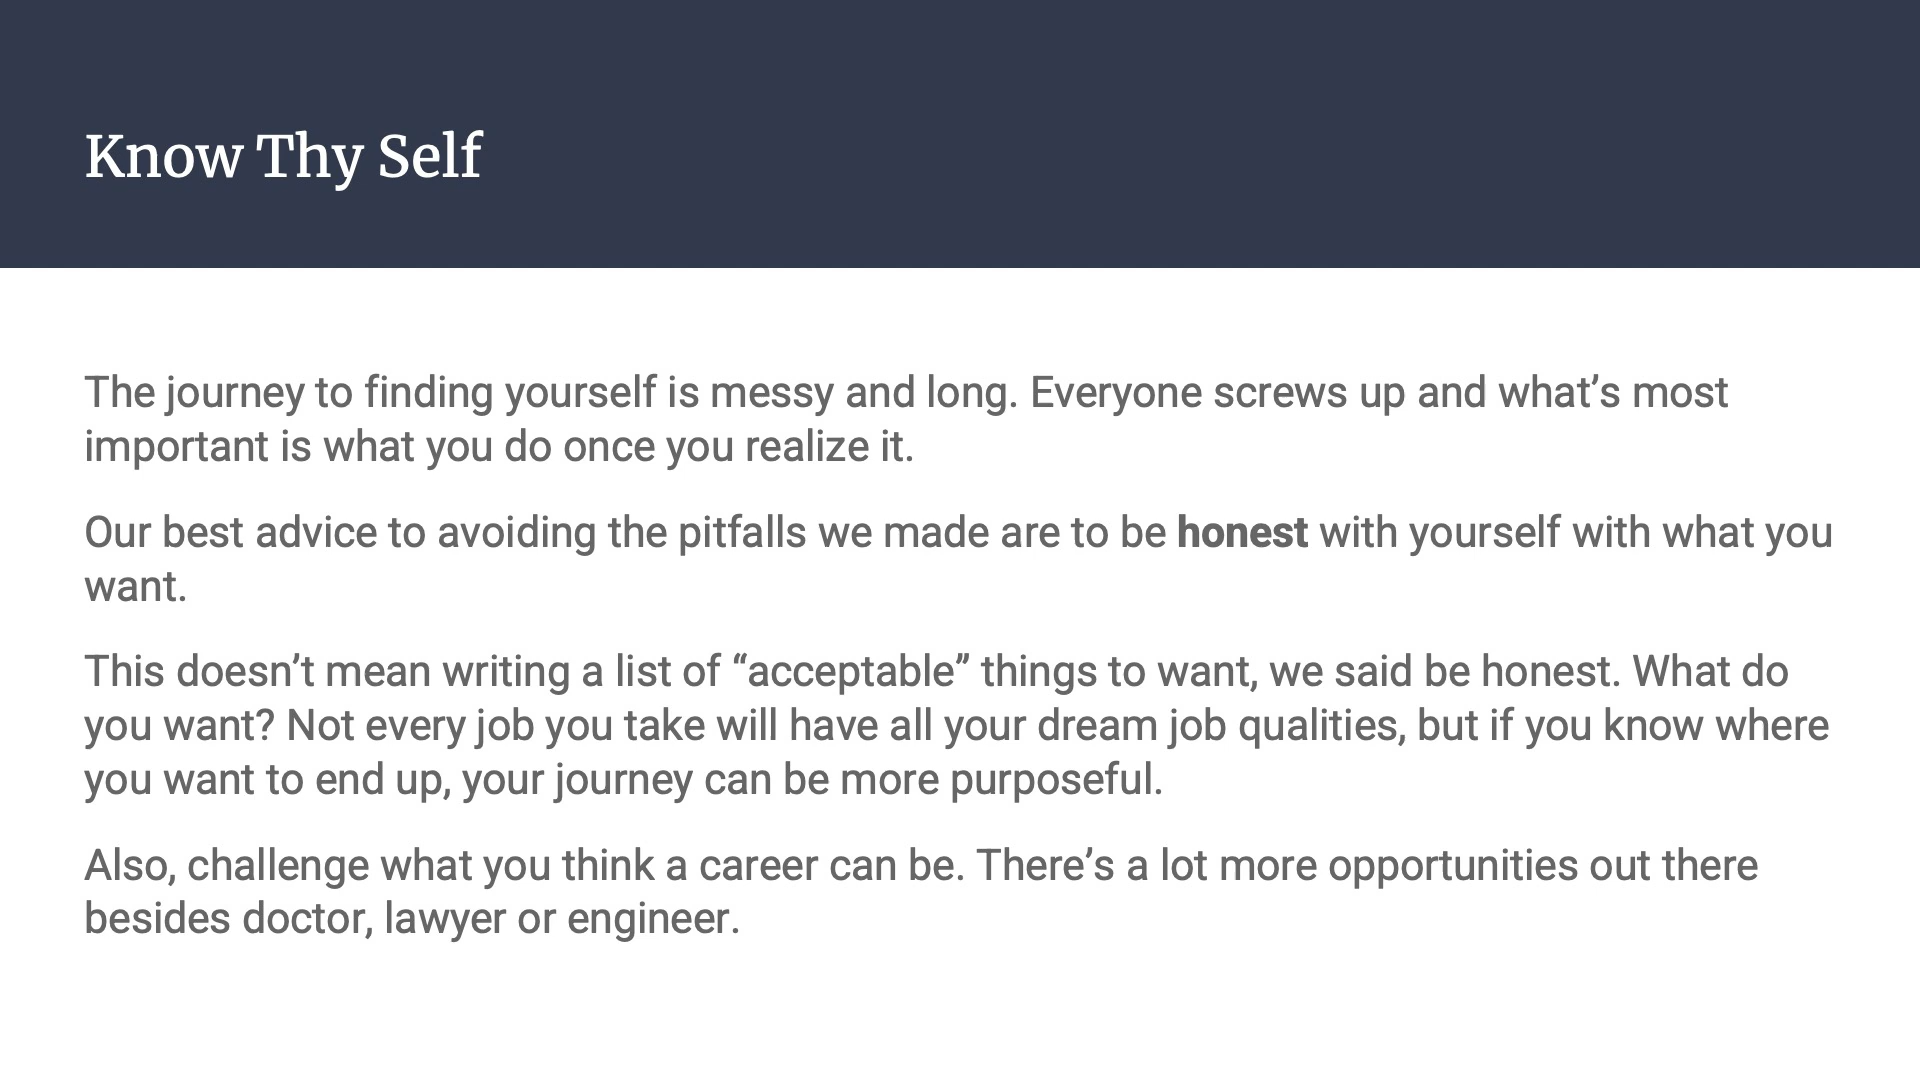 Know Thy Self
The journey to finding yourself is messy and long. Everyone screws up and what’s most
important is what you do once you realize it.
Our best advice to avoiding the pitfalls we made are to be honest with yourself with what you
want.
This doesn’t mean writing a list of “acceptable” things to want, we said be honest. What do
you want? Not every job you take will have all your dream job qualities, but if you know where
you want to end up, your journey can be more purposeful.
Also, challenge what you think a career can be. There’s a lot more opportunities out there
besides doctor, lawyer or engineer.